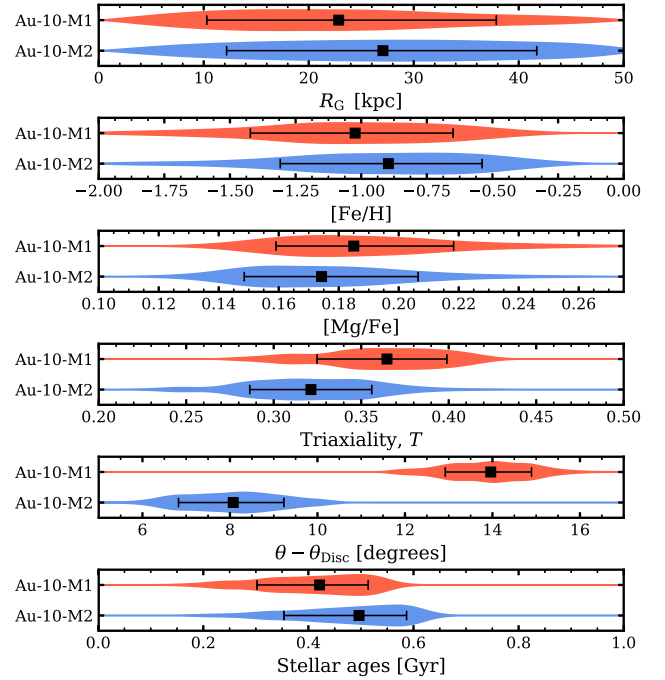 Au-10-M1
Au-10-M2
0 10 20 30 40 50
R_G [kpc]
Au-10-M1
Au-10-M2
−2.00 −1.75 −1.50 −1.25 −1.00 −0.75 −0.50 −0.25 0.00
[Fe/H]
Au-10-M1
Au-10-M2
0.10 0.12 0.14 0.16 0.18 0.20 0.22 0.24 0.26
[Mg/Fe]
Au-10-M1
Au-10-M2
0.20 0.25 0.30 0.35 0.40 0.45 0.50
Triaxiality, T
Au-10-M1
Au-10-M2
6 8 10 12 14 16
θ − θ_Disc [degrees]
Au-10-M1
Au-10-M2
0.0 0.2 0.4 0.6 0.8 1.0
Stellar ages [Gyr]